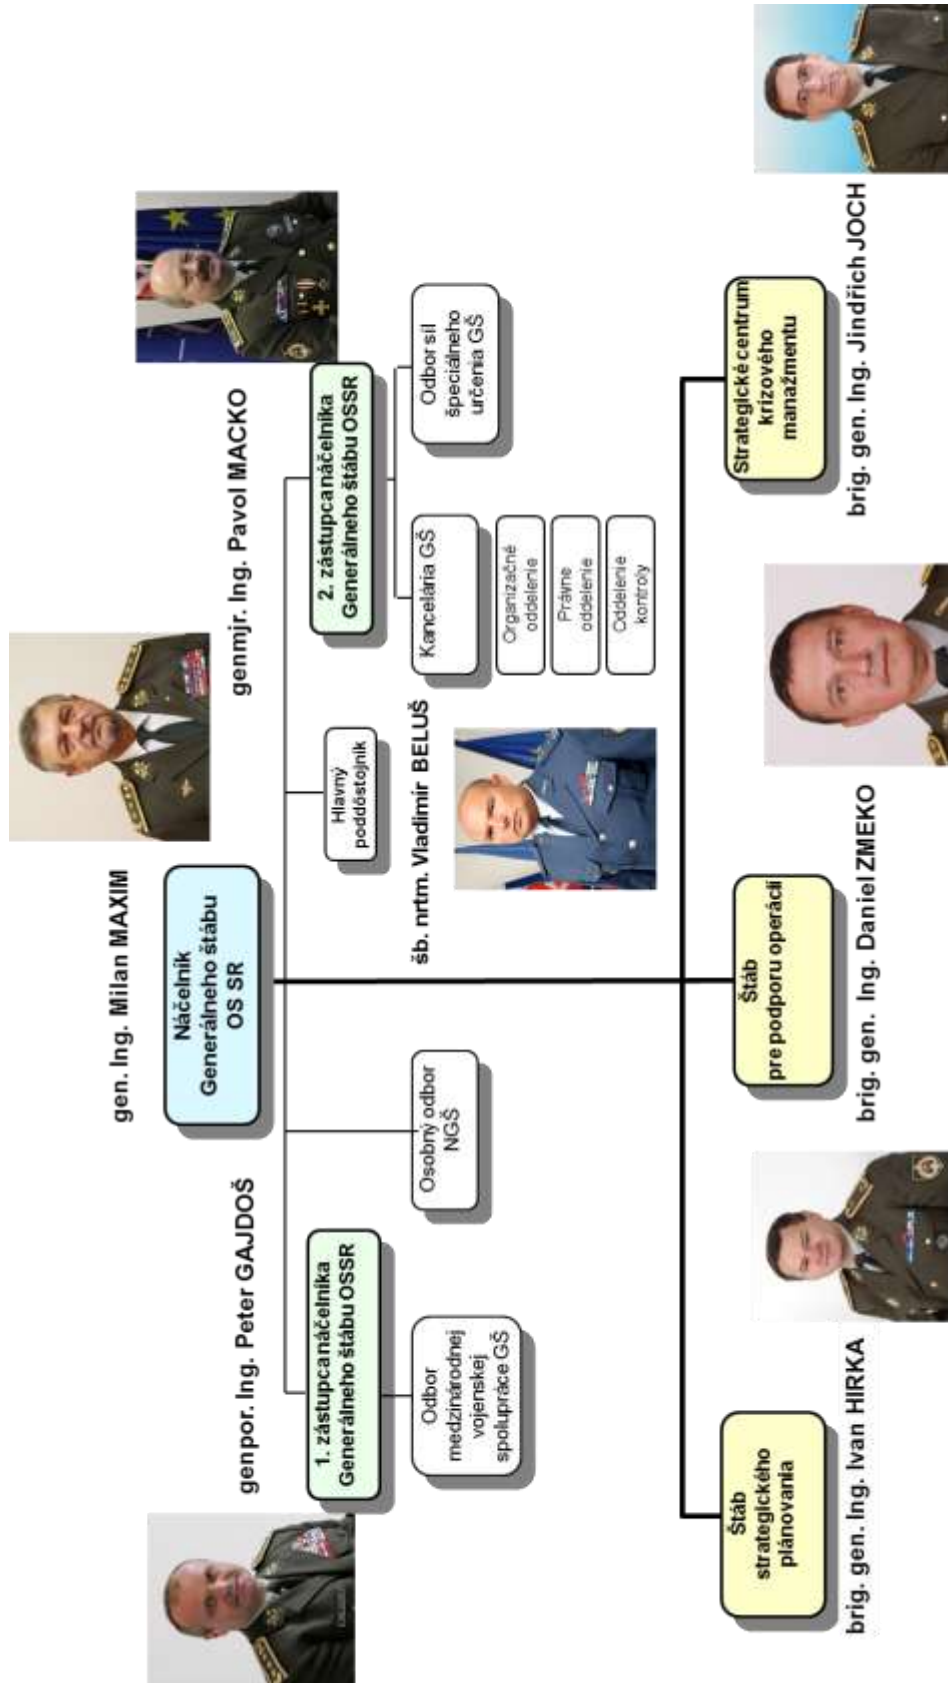 gen. Ing. Milan MAXIM
Náčelník
Generálneho štábu
OS SR
genpor. Ing. Peter GAJDOŠ
1. zástupca náčelníka
Generálneho štábu OSSR
genmjr. Ing. Pavol MACKO
2. zástupca náčelníka
Generálneho štábu OSSR
Hlavný
poddôstojník
šb. nrtm. Vladimír BELUŠ
Odbor
medzinárodnej
vojenskej
spolupráce GŠ
Osobný odbor
NGŠ
Kancelária GŠ
Organizačné
oddelenie
Právne
oddelenie
Oddelenie
kontroly
Odbor síl
špeciálneho
určenia GŠ
Štáb
strategického
plánovania
brig. gen. Ing. Ivan HIRKA
Štáb
pre podporu operácií
brig. gen. Ing. Daniel ZMEKO
Strategické centrum
krízového
manažmentu
brig. gen. Ing. Jindřich JOCH